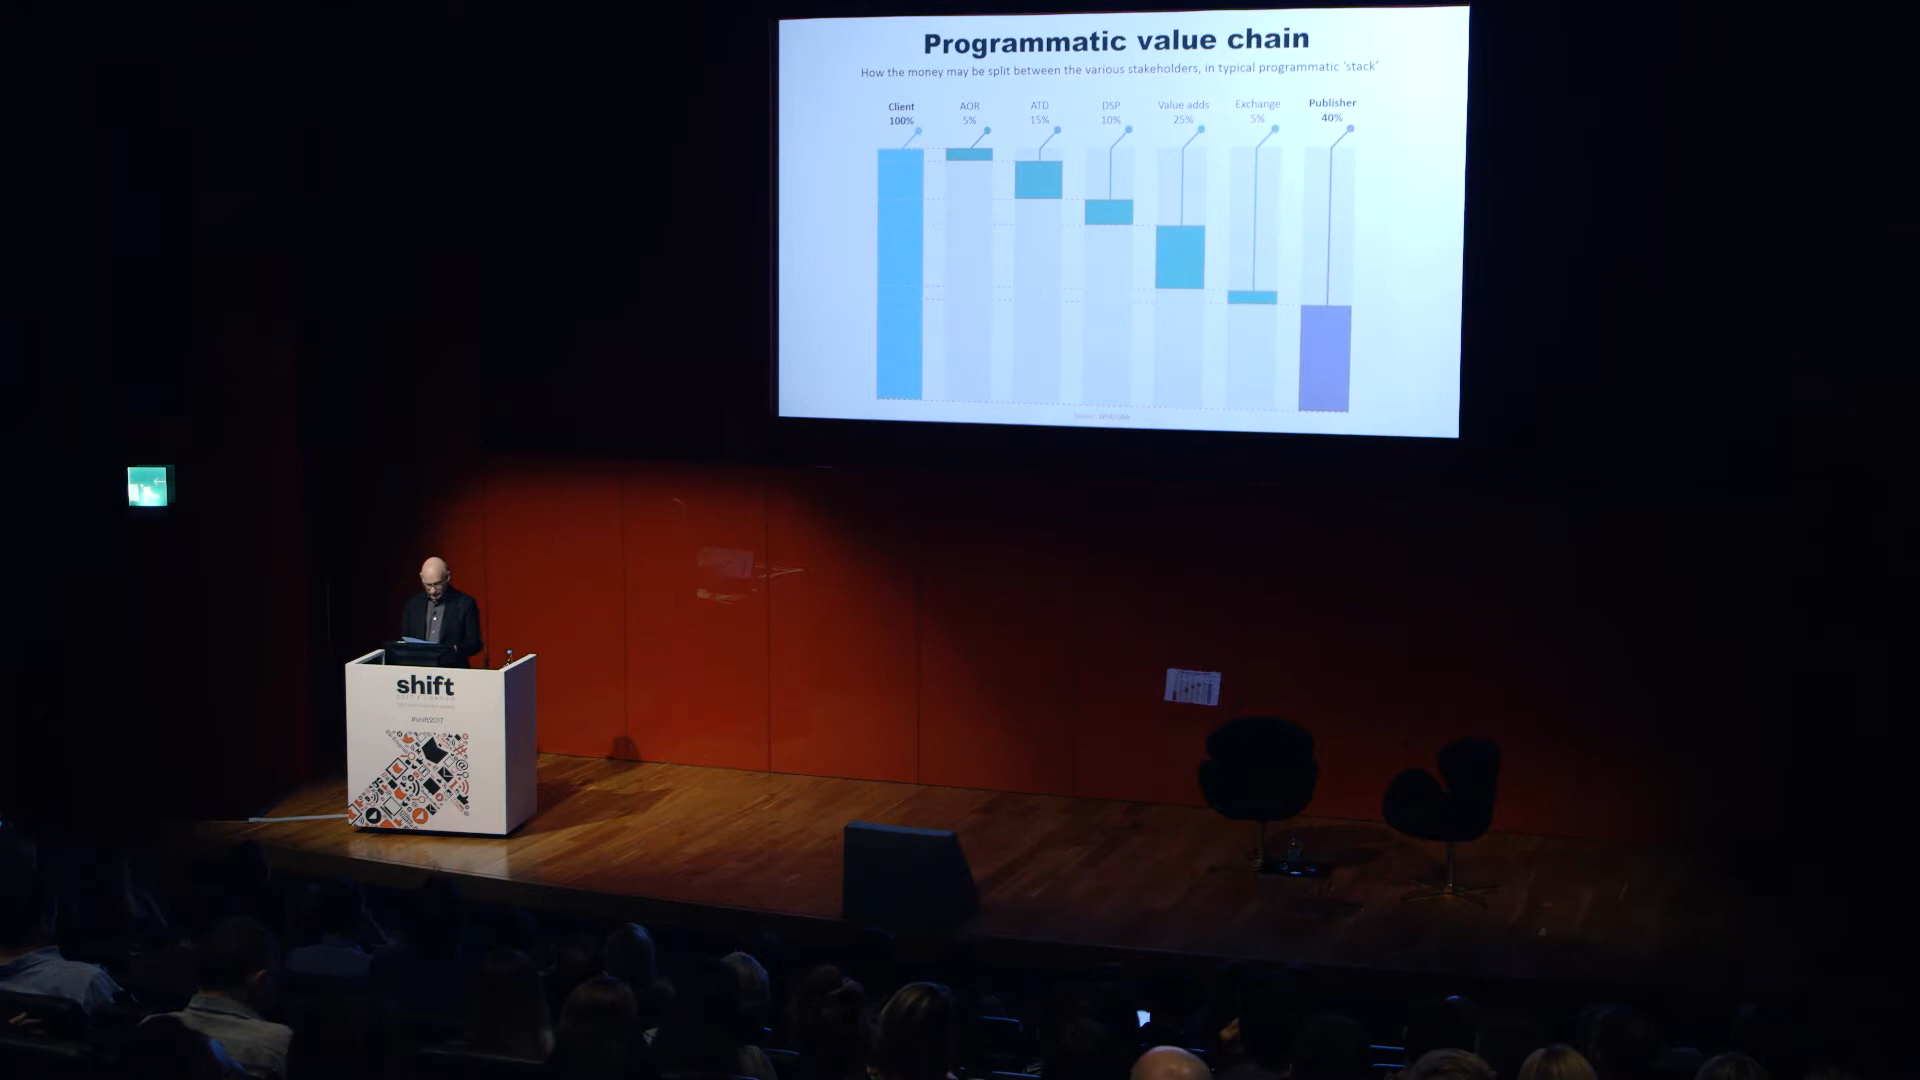 Programmatic value chain
How the money may be split between the various stakeholders, in typical programmatic 'stack'
Client AOR ATD DSP Value adds Exchange Publisher
100% 5% 15% 10% 25% 5% 40%
shift
#shift2017